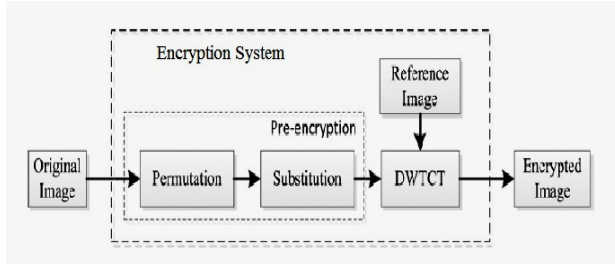 Encryption System
Reference
Image
Pre-encryption
Original
Image
Permutation
Substitution
DWTCT
Encrypted
Image